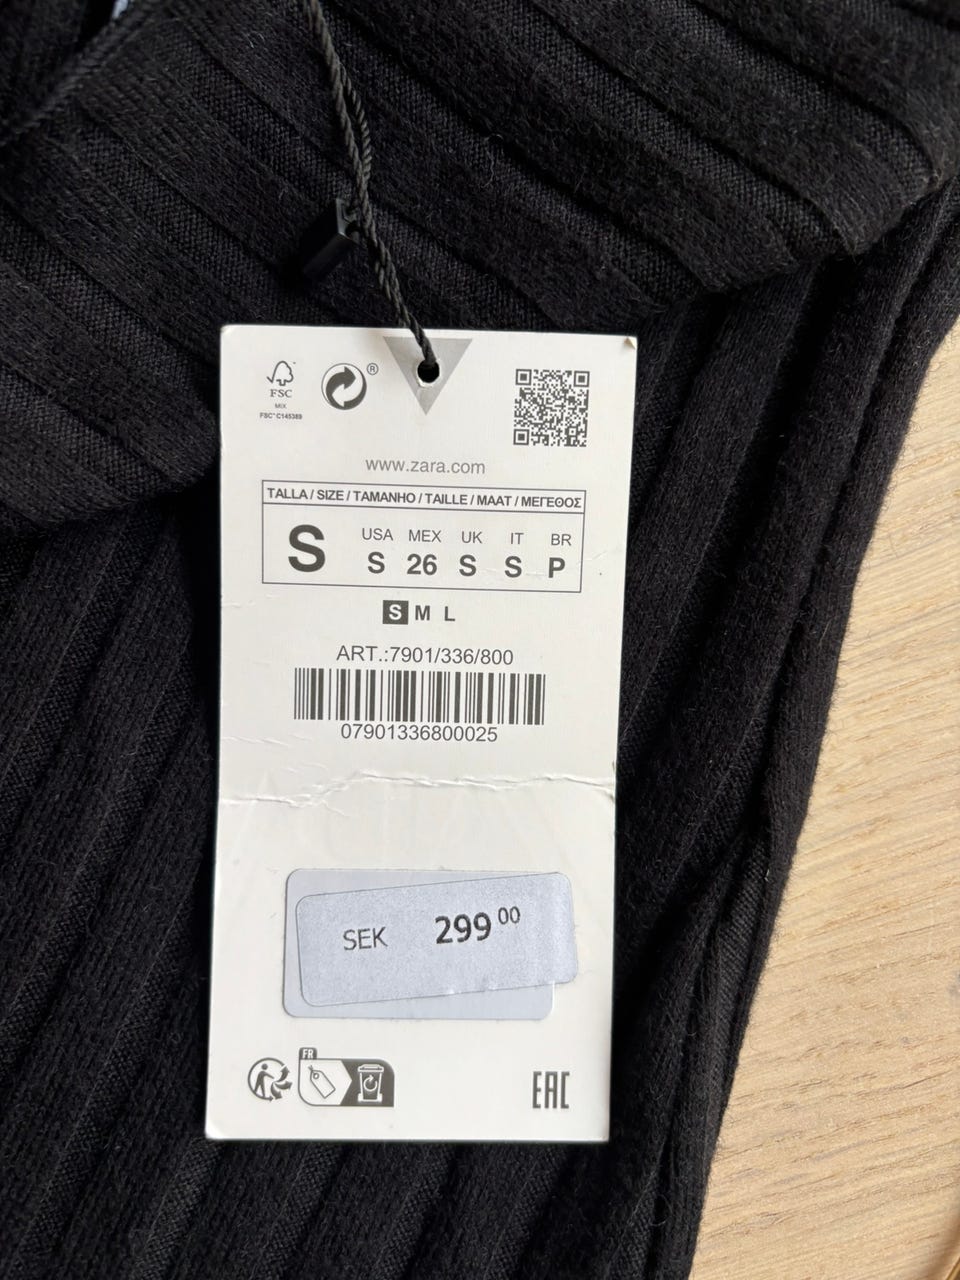 ®
FSC
MIX
FSC® C145389
www.zara.com
TALLA / SIZE / TAMANHO / TAILLE / MAAT / ΜΕΓΕΘΟΣ
S
USA MEX UK IT BR
S 26 S S P
S M L
ART.:7901/336/800
07901336800025
SEK 299 00
FR
EAC